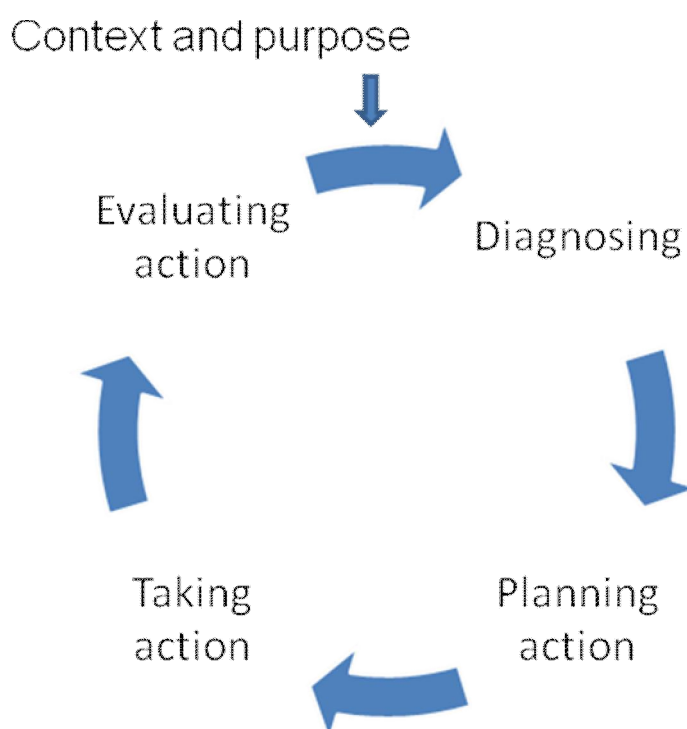 Context and purpose
Evaluating
action
Diagnosing
Taking
action
Planning
action